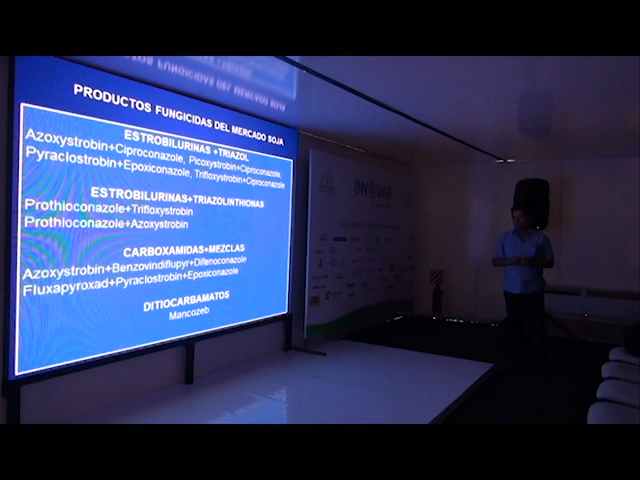 PRODUCTOS FUNGICIDAS DEL MERCADO SOJA
ESTROBILURINAS +TRIAZOL
Azoxystrobin+Ciproconazole, Picoxystrobin+Ciproconazole,
Pyraclostrobin+Epoxiconazole, Trifloxystrobin+Ciproconazole
ESTROBILURINAS+TRIAZOLINTHIONAS
Prothioconazole+Trifloxystrobin
Prothioconazole+Azoxystrobin
CARBOXAMIDAS+MEZCLAS
Azoxystrobin+Benzovindiflupyr+Difenoconazole
Fluxapyroxad+Pyraclostrobin+Epoxiconazole
DITIOCARBAMATOS
Mancozeb
INNOVAR